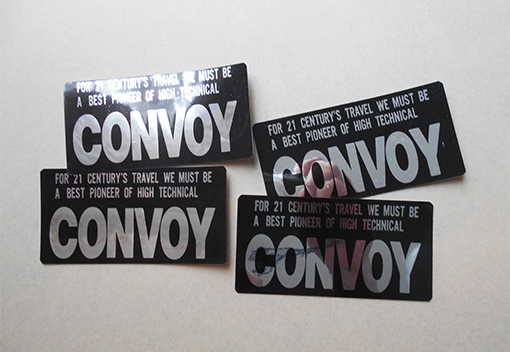 FOR 21 CENTURY'S TRAVEL WE MUST BE
A BEST PIONEER OF HIGH TECHNICAL
CONVOY
FOR 21 CENTURY'S TRAVEL WE MUST BE
A BEST PIONEER OF HIGH TECHNICAL
CONVOY
FOR 21 CENTURY'S TRAVEL WE MUST BE
A BEST PIONEER OF HIGH TECHNICAL
CONVOY
FOR 21 CENTURY'S TRAVEL WE MUST BE
A BEST PIONEER OF HIGH TECHNICAL
CONVOY